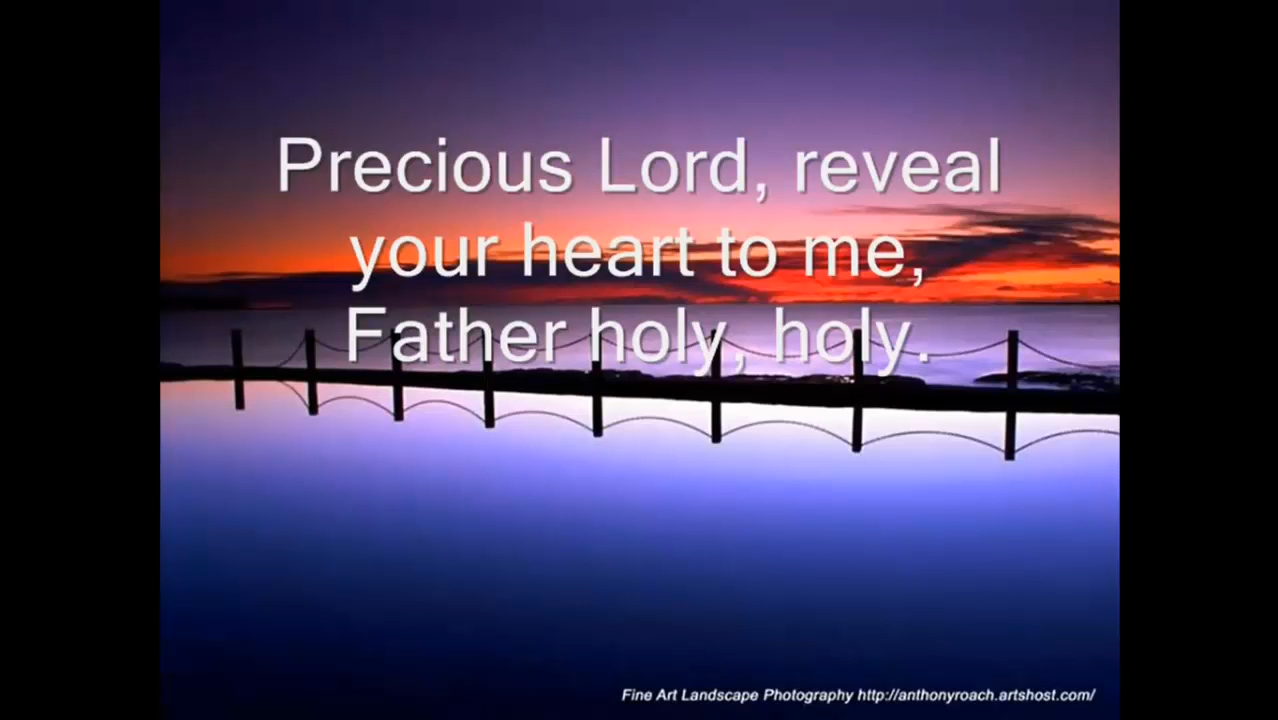 Precious Lord, reveal
your heart to me,
Father holy, holy.
Fine Art Landscape Photography http://anthonyroach.artshost.com/